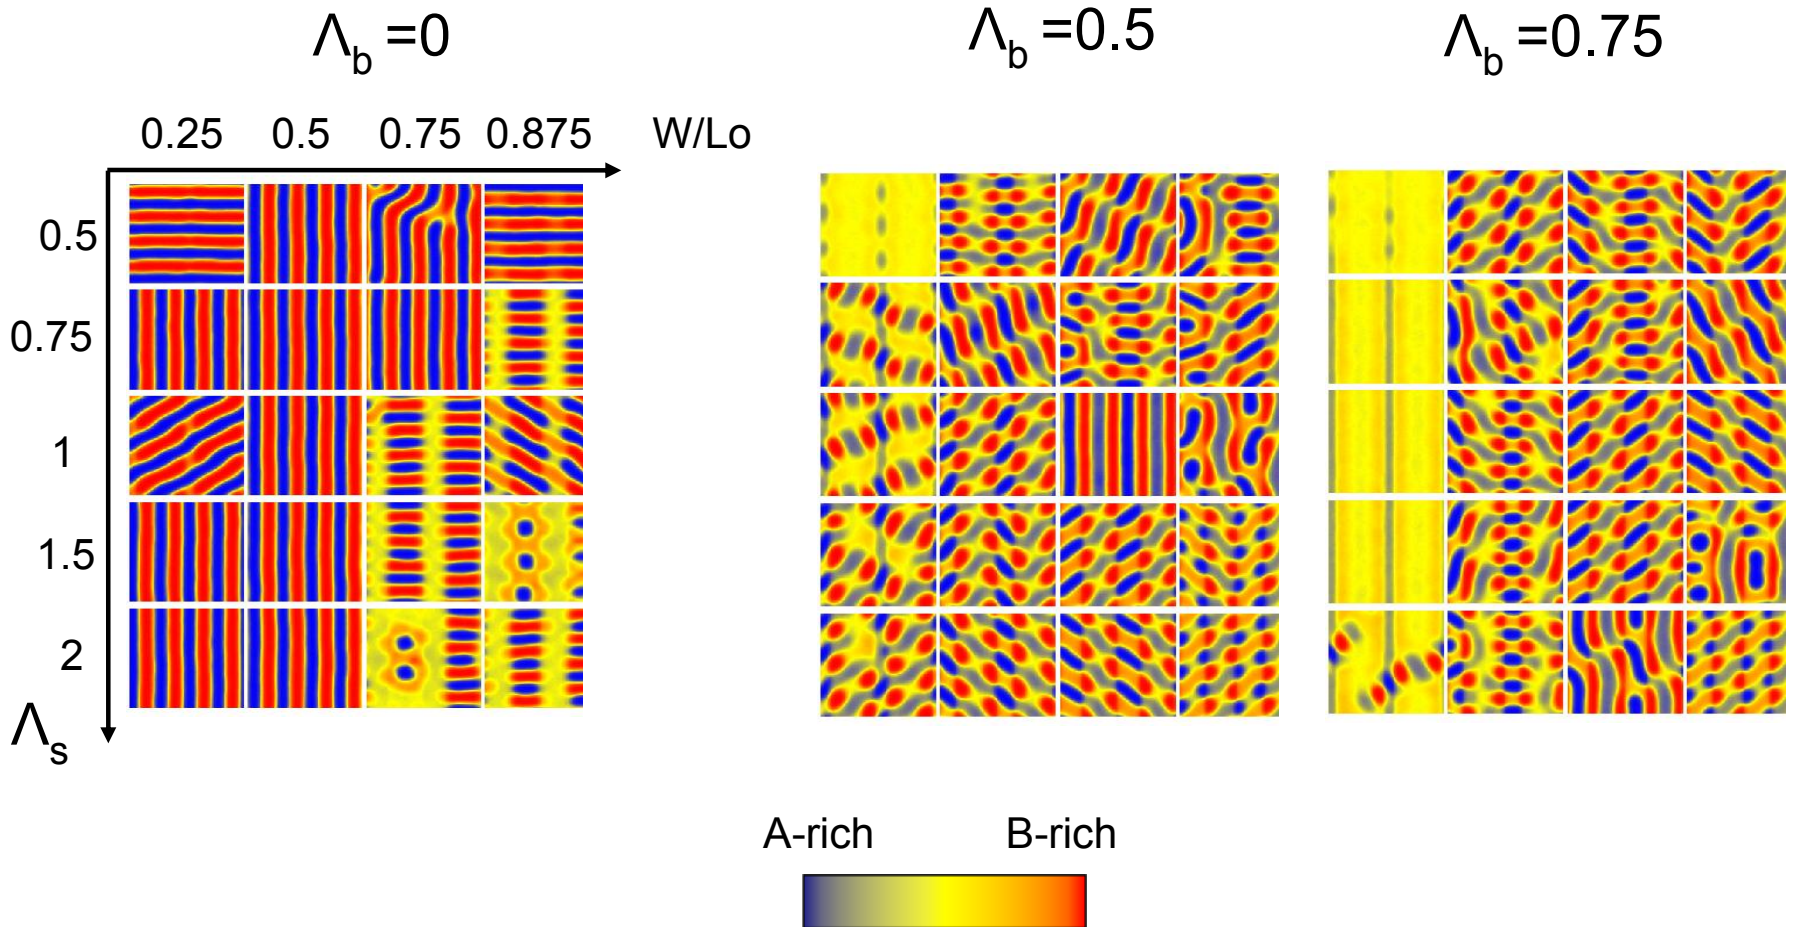 Λb =0
Λb =0.5
Λb =0.75
0.25 0.5 0.75 0.875 W/Lo
0.5
0.75
1
1.5
2
Λs
A-rich B-rich